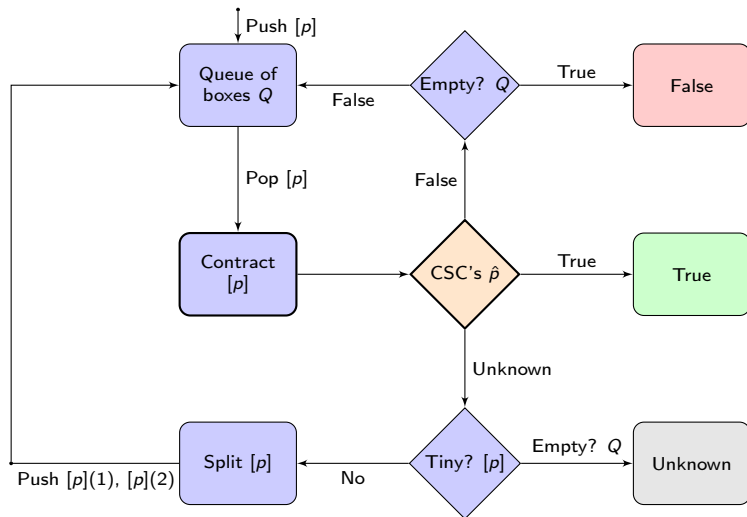 Push [p]
Queue of
boxes Q
False
Empty? Q
True
False
Pop [p]
False
Contract
[p]
CSC's p̂
True
True
Unknown
Push [p](1), [p](2)
Split [p]
No
Tiny? [p]
Empty? Q
Unknown